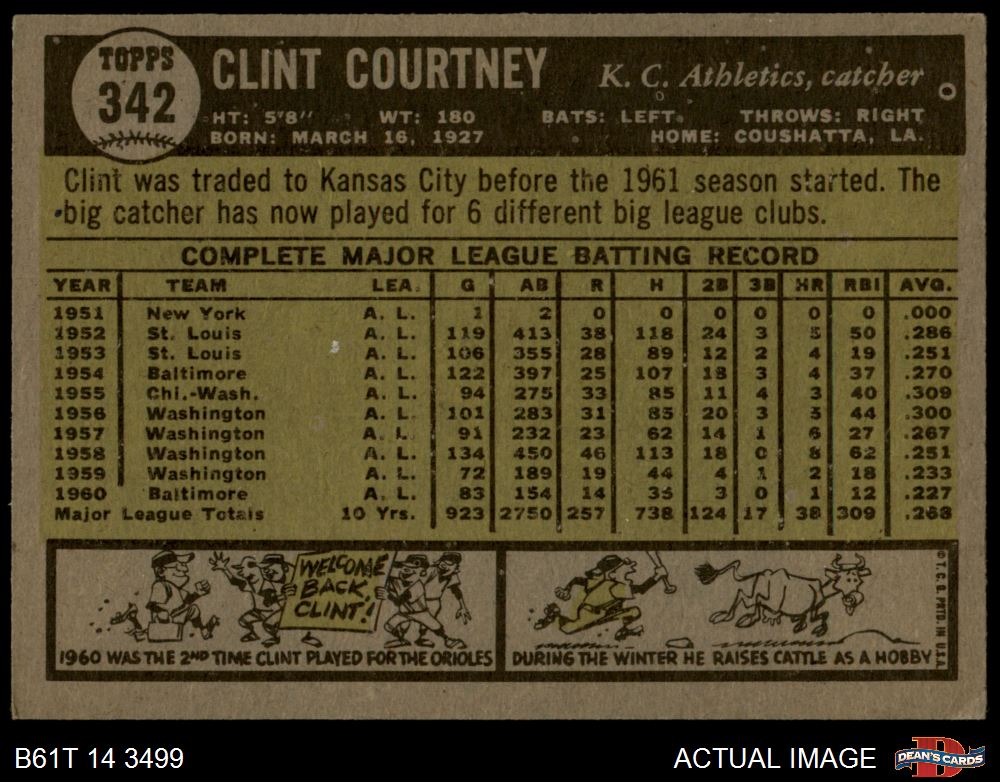 TOPPS
342
CLINT COURTNEY
K. C. Athletics, catcher
HT: 5'8" WT: 180 BATS: LEFT THROWS: RIGHT
BORN: MARCH 16, 1927 HOME: COUSHATTA, LA.
Clint was traded to Kansas City before the 1961 season started. The
big catcher has now played for 6 different big league clubs.
COMPLETE MAJOR LEAGUE BATTING RECORD
YEAR TEAM LEA. G AB R H 2B 3B HR RBI AVG.
1951 New York A. L. 1 2 0 0 0 0 0 0 .000
1952 St. Louis A. L. 119 413 38 118 24 3 5 50 .286
1953 St. Louis A. L. 106 355 28 89 12 2 4 19 .251
1954 Baltimore A. L. 122 397 25 107 18 3 4 37 .270
1955 Chi.-Wash. A. L. 94 275 33 85 11 4 3 40 .309
1956 Washington A. L. 101 283 31 85 20 3 5 44 .300
1957 Washington A. L. 91 232 23 62 14 1 6 27 .267
1958 Washington A. L. 134 450 46 113 18 0 8 62 .251
1959 Washington A. L. 72 189 19 44 4 1 2 18 .233
1960 Baltimore A. L. 83 154 14 35 3 0 1 12 .227
Major League Totals 10 Yrs. 923 2750 257 738 124 17 38 309 .268
WELCOME
BACK,
CLINT!
1960 WAS THE 2ND TIME CLINT PLAYED FOR THE ORIOLES
DURING THE WINTER HE RAISES CATTLE AS A HOBBY
© T. C. G. PRTD. IN U.S.A.
B61T 14 3499
ACTUAL IMAGE
D
DEAN'S CARDS